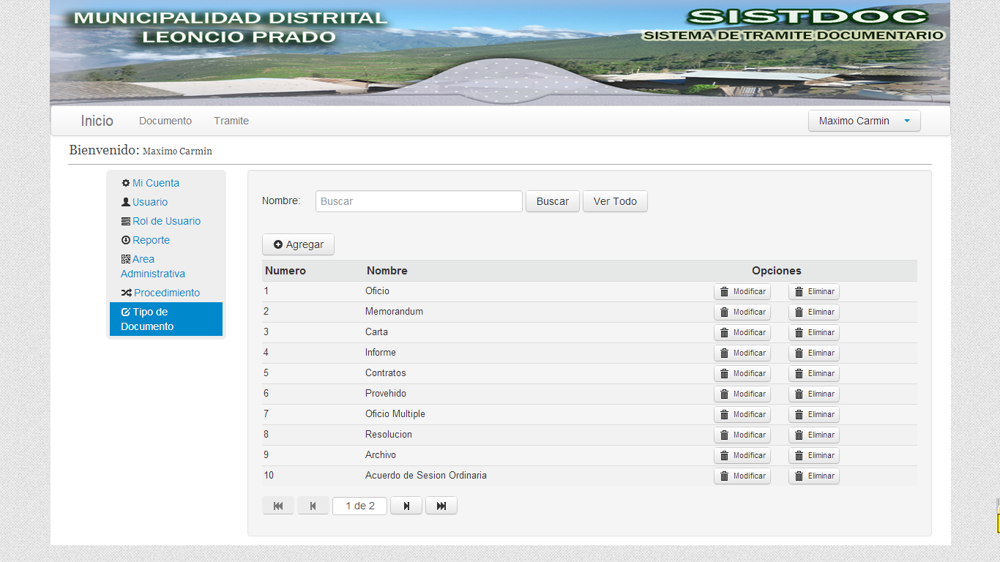 MUNICIPALIDAD DISTRITAL
LEONCIO PRADO
SISTDOC
SISTEMA DE TRAMITE DOCUMENTARIO
Inicio Documento Tramite Maximo Carmin
Bienvenido: Maximo Carmin
Mi Cuenta
Usuario
Rol de Usuario
Reporte
Area
Administrativa
Procedimiento
Tipo de
Documento
Nombre: Buscar Buscar Ver Todo
Agregar
Numero Nombre Opciones
1 Oficio Modificar Eliminar
2 Memorandum Modificar Eliminar
3 Carta Modificar Eliminar
4 Informe Modificar Eliminar
5 Contratos Modificar Eliminar
6 Provehido Modificar Eliminar
7 Oficio Multiple Modificar Eliminar
8 Resolucion Modificar Eliminar
9 Archivo Modificar Eliminar
10 Acuerdo de Sesion Ordinaria Modificar Eliminar
1 de 2